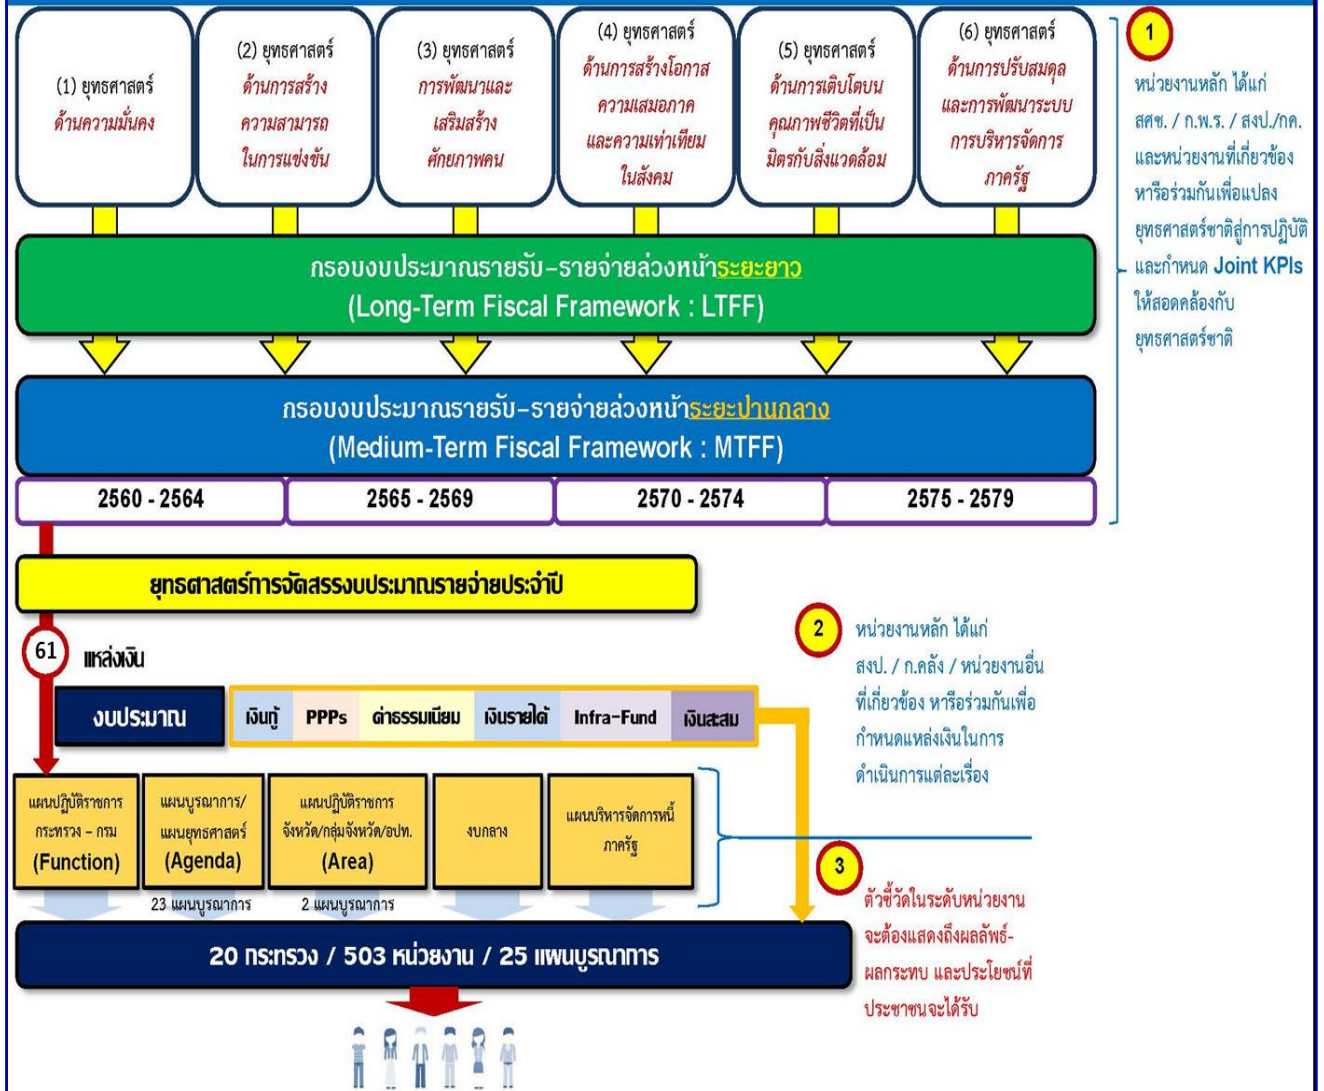 (1) ยุทธศาสตร์
ด้านความมั่นคง
(2) ยุทธศาสตร์
ด้านการสร้าง
ความสามารถ
ในการแข่งขัน
(3) ยุทธศาสตร์
การพัฒนาและ
เสริมสร้าง
ศักยภาพคน
(4) ยุทธศาสตร์
ด้านการสร้างโอกาส
ความเสมอภาค
และความเท่าเทียม
ในสังคม
(5) ยุทธศาสตร์
ด้านการเติบโตบน
คุณภาพชีวิตที่เป็น
มิตรกับสิ่งแวดล้อม
(6) ยุทธศาสตร์
ด้านการปรับสมดุล
และการพัฒนาระบบ
การบริหารจัดการ
ภาครัฐ
1
หน่วยงานหลัก ได้แก่
สศช. / ก.พ.ร. / สงป./กค.
และหน่วยงานที่เกี่ยวข้อง
หารือร่วมกันเพื่อแปลง
ยุทธศาสตร์ชาติสู่การปฏิบัติ
และกำหนด Joint KPIs
ให้สอดคล้องกับ
ยุทธศาสตร์ชาติ
กรอบงบประมาณรายรับ-รายจ่ายล่วงหน้าระยะยาว
(Long-Term Fiscal Framework : LTFF)
กรอบงบประมาณรายรับ-รายจ่ายล่วงหน้าระยะปานกลาง
(Medium-Term Fiscal Framework : MTFF)
2560 - 2564
2565 - 2569
2570 - 2574
2575 - 2579
ยุทธศาสตร์การจัดสรรงบประมาณรายจ่ายประจำปี
61
แหล่งเงิน
งบประมาณ
เงินกู้
PPPs
ค่าธรรมเนียม
เงินรายได้
Infra-Fund
เงินสะสม
2
หน่วยงานหลัก ได้แก่
สงป. / ก.คลัง / หน่วยงานอื่น
ที่เกี่ยวข้อง หารือร่วมกันเพื่อ
กำหนดแหล่งเงินในการ
ดำเนินการแต่ละเรื่อง
แผนปฏิบัติราชการ
กระทรวง – กรม
(Function)
แผนบูรณาการ/
แผนยุทธศาสตร์
(Agenda)
แผนปฏิบัติราชการ
จังหวัด/กลุ่มจังหวัด/อปท.
(Area)
งบกลาง
แผนบริหารจัดการหนี้
ภาครัฐ
23 แผนบูรณาการ
2 แผนบูรณาการ
3
ตัวชี้วัดในระดับหน่วยงาน
จะต้องแสดงถึงผลลัพธ์-
ผลกระทบ และประโยชน์ที่
ประชาชนจะได้รับ
20 กระทรวง / 503 หน่วยงาน / 25 แผนบูรณาการ